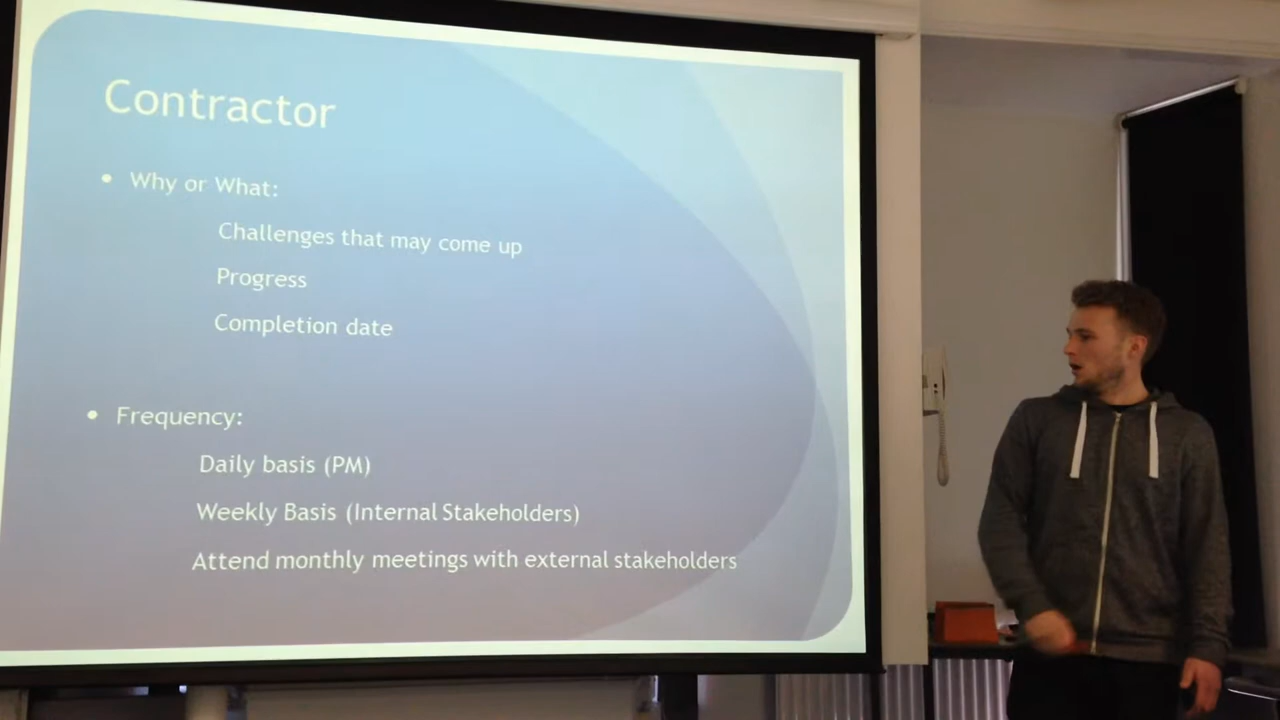 Contractor
• Why or What:
Challenges that may come up
Progress
Completion date
• Frequency:
Daily basis (PM)
Weekly Basis (Internal Stakeholders)
Attend monthly meetings with external stakeholders